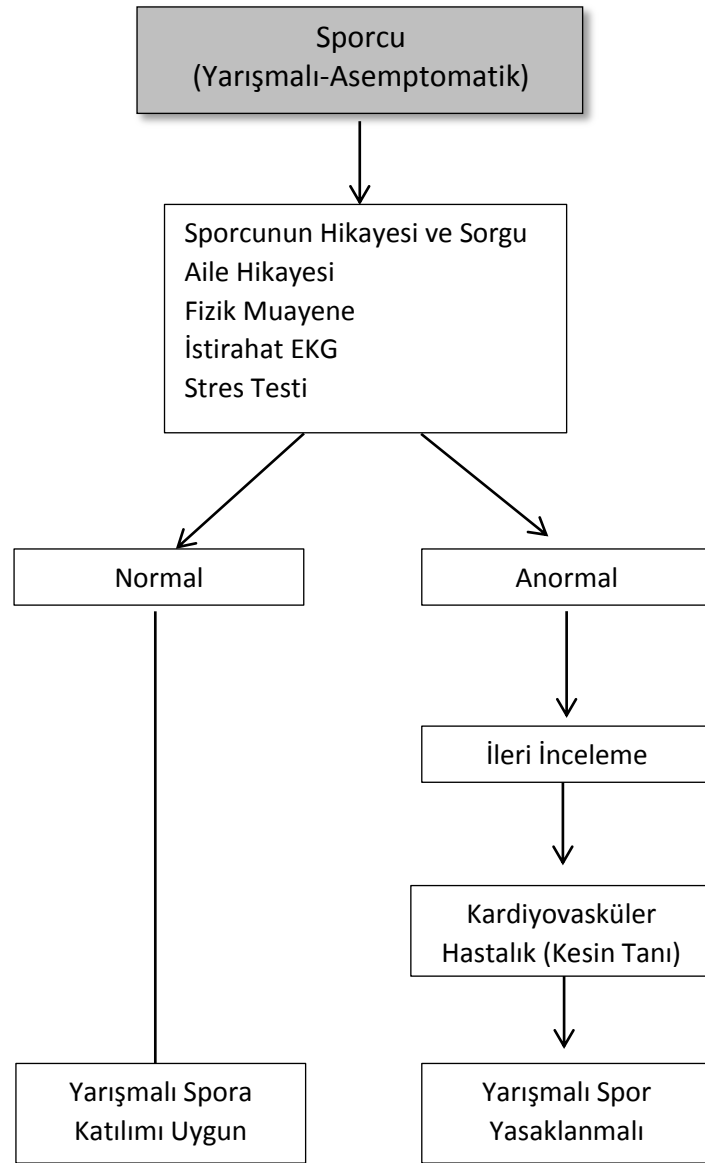 Sporcu
(Yarışmalı-Asemptomatik)
Sporcunun Hikayesi ve Sorgu
Aile Hikayesi
Fizik Muayene
İstirahat EKG
Stres Testi
Normal
Anormal
İleri İnceleme
Kardiyovasküler
Hastalık (Kesin Tanı)
Yarışmalı Spora
Katılımı Uygun
Yarışmalı Spor
Yasaklanmalı